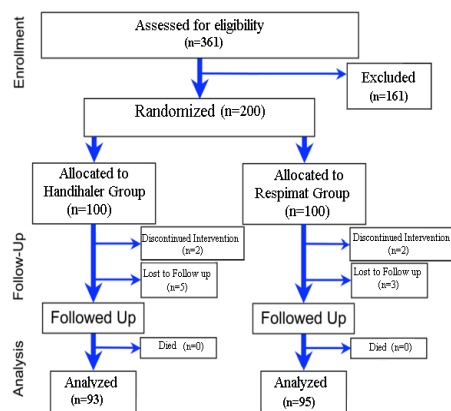 Enrollment
Assessed for eligibility
(n=361)
Excluded
(n=161)
Randomized (n=200)
Allocated to
Handihaler Group
(n=100)
Allocated to
Respimat Group
(n=100)
Follow-Up
Discontinued Intervention
(n=2)
Lost to Follow up
(n=5)
Discontinued Intervention
(n=2)
Lost to Follow up
(n=3)
Followed Up
Followed Up
Analysis
Died (n=0)
Died (n=0)
Analyzed
(n=93)
Analyzed
(n=95)